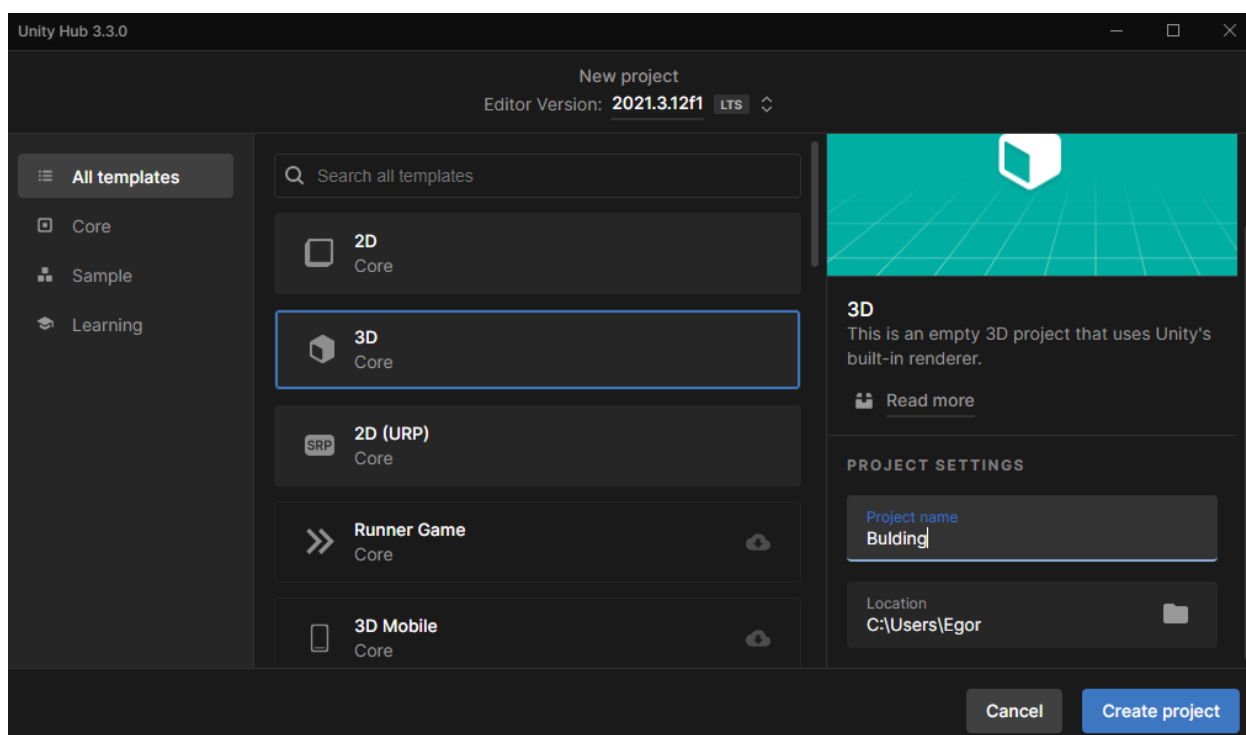 Unity Hub 3.3.0
New project
Editor Version: 2021.3.12f1 LTS
All templates
Core
Sample
Learning
Search all templates
2D
Core
3D
Core
SRP
2D (URP)
Core
Runner Game
Core
3D Mobile
Core
3D
This is an empty 3D project that uses Unity's
built-in renderer.
Read more
PROJECT SETTINGS
Project name
Bulding
Location
C:\Users\Egor
Cancel
Create project